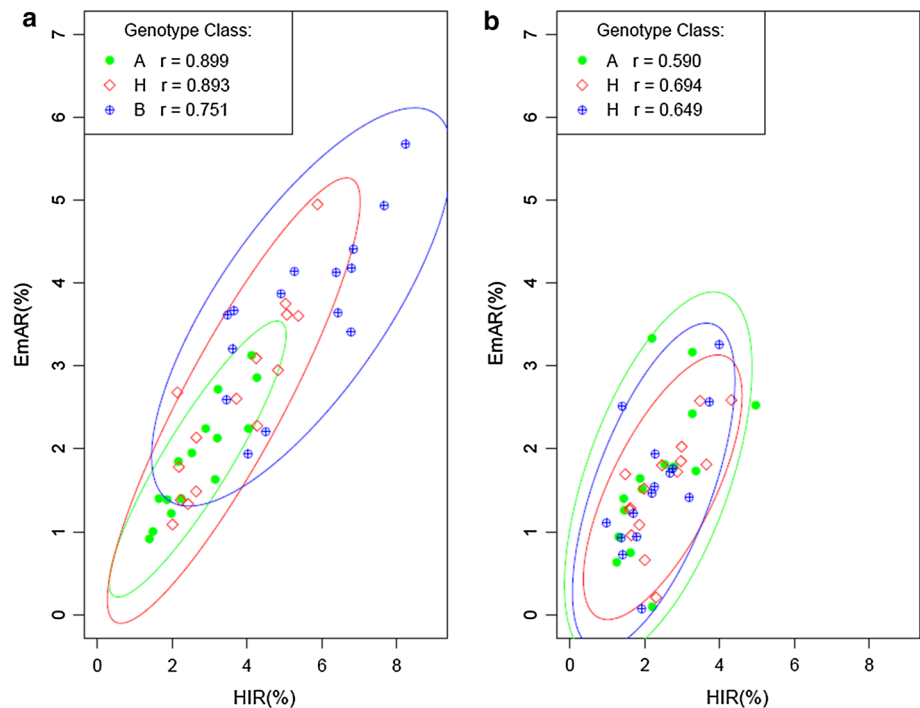 a
Genotype Class:
A r = 0.899
H r = 0.893
B r = 0.751
7
6
5
4
3
2
1
0
EmAR(%)
0 2 4 6 8
HIR(%)
b
Genotype Class:
A r = 0.590
H r = 0.694
H r = 0.649
7
6
5
4
3
2
1
0
EmAR(%)
0 2 4 6 8
HIR(%)